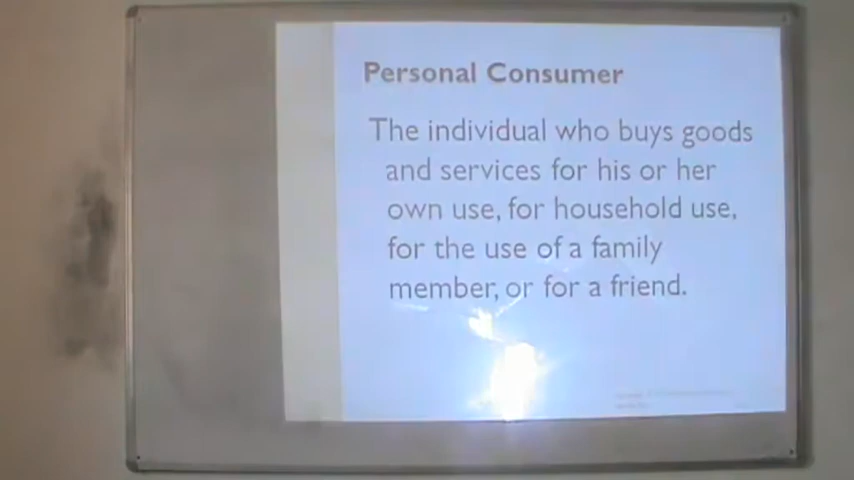 Personal Consumer
The individual who buys goods
and services for his or her
own use, for household use,
for the use of a family
member, or for a friend.